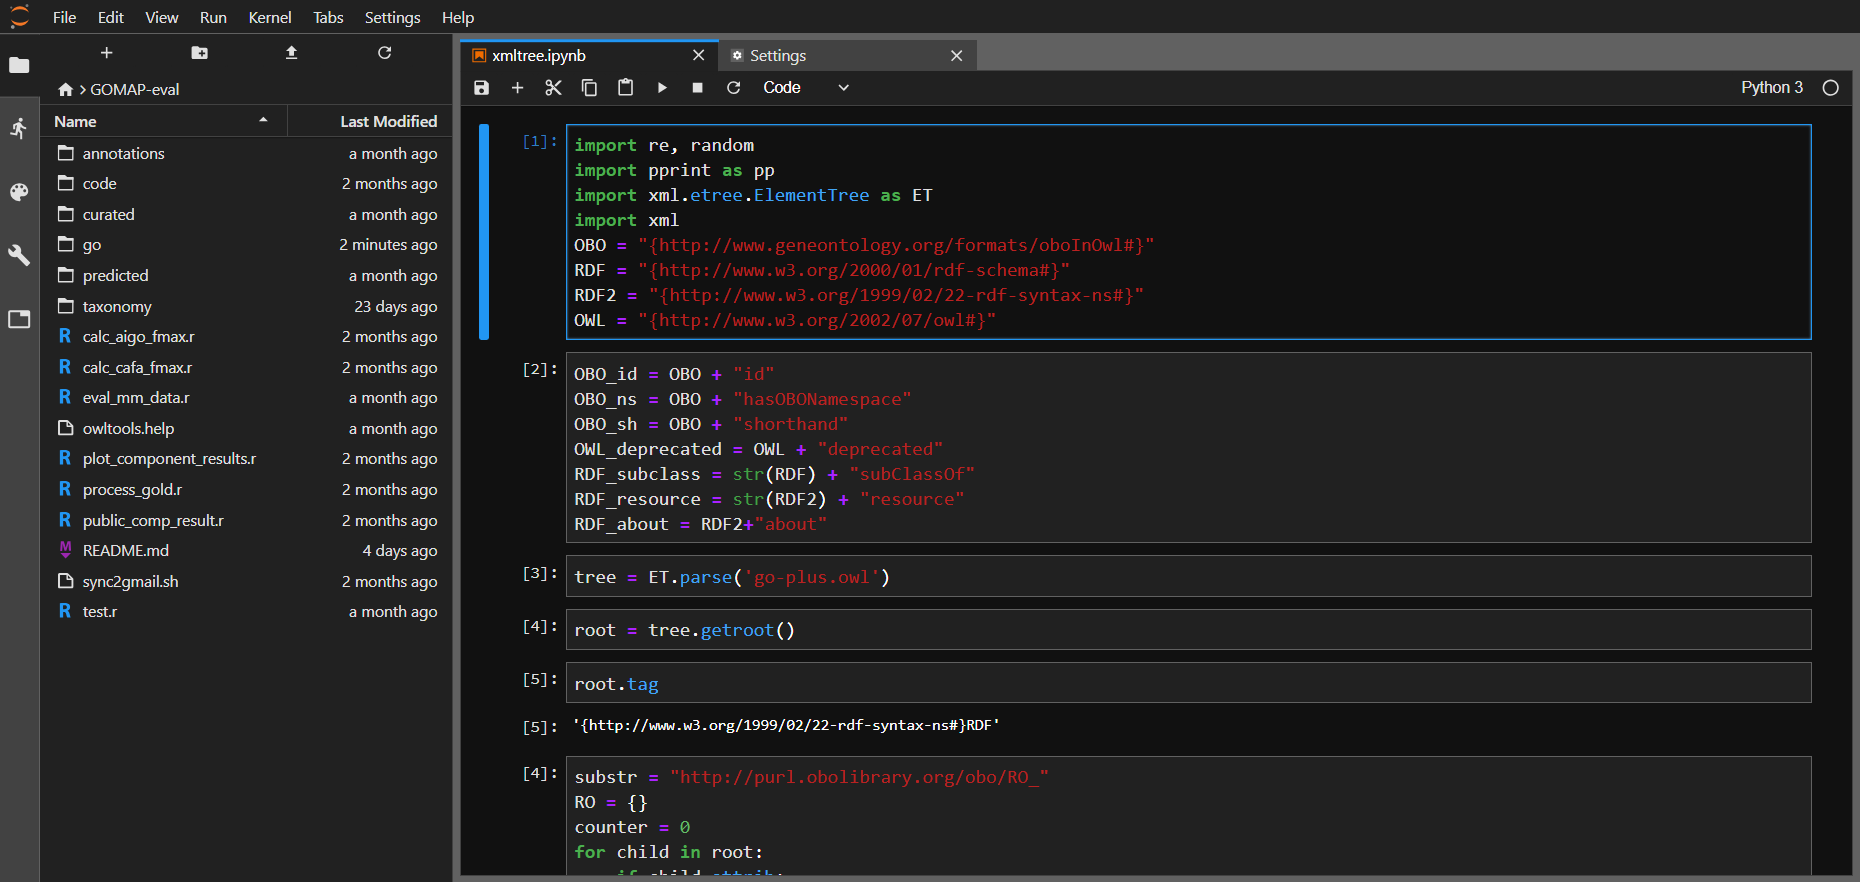 File Edit View Run Kernel Tabs Settings Help
GOMAP-eval
Name Last Modified
annotations a month ago
code 2 months ago
curated a month ago
go 2 minutes ago
predicted a month ago
taxonomy 23 days ago
R calc_aigo_fmax.r 2 months ago
R calc_cafa_fmax.r 2 months ago
R eval_mm_data.r a month ago
owltools.help a month ago
R plot_component_results.r 2 months ago
R process_gold.r 2 months ago
R public_comp_result.r 2 months ago
M README.md 4 days ago
sync2gmail.sh 2 months ago
R test.r a month ago
xmltree.ipynb Settings
Code Python 3
[1]:
import re, random
import pprint as pp
import xml.etree.ElementTree as ET
import xml
OBO = "{http://www.geneontology.org/formats/oboInOwl#}"
RDF = "{http://www.w3.org/2000/01/rdf-schema#}"
RDF2 = "{http://www.w3.org/1999/02/22-rdf-syntax-ns#}"
OWL = "{http://www.w3.org/2002/07/owl#}"
[2]:
OBO_id = OBO + "id"
OBO_ns = OBO + "hasOBONamespace"
OBO_sh = OBO + "shorthand"
OWL_deprecated = OWL + "deprecated"
RDF_subclass = str(RDF) + "subClassOf"
RDF_resource = str(RDF2) + "resource"
RDF_about = RDF2+"about"
[3]: tree = ET.parse('go-plus.owl')
[4]: root = tree.getroot()
[5]: root.tag
[5]: '{http://www.w3.org/1999/02/22-rdf-syntax-ns#}RDF'
[4]:
substr = "http://purl.obolibrary.org/obo/RO_"
RO = {}
counter = 0
for child in root:
if child.attrib: